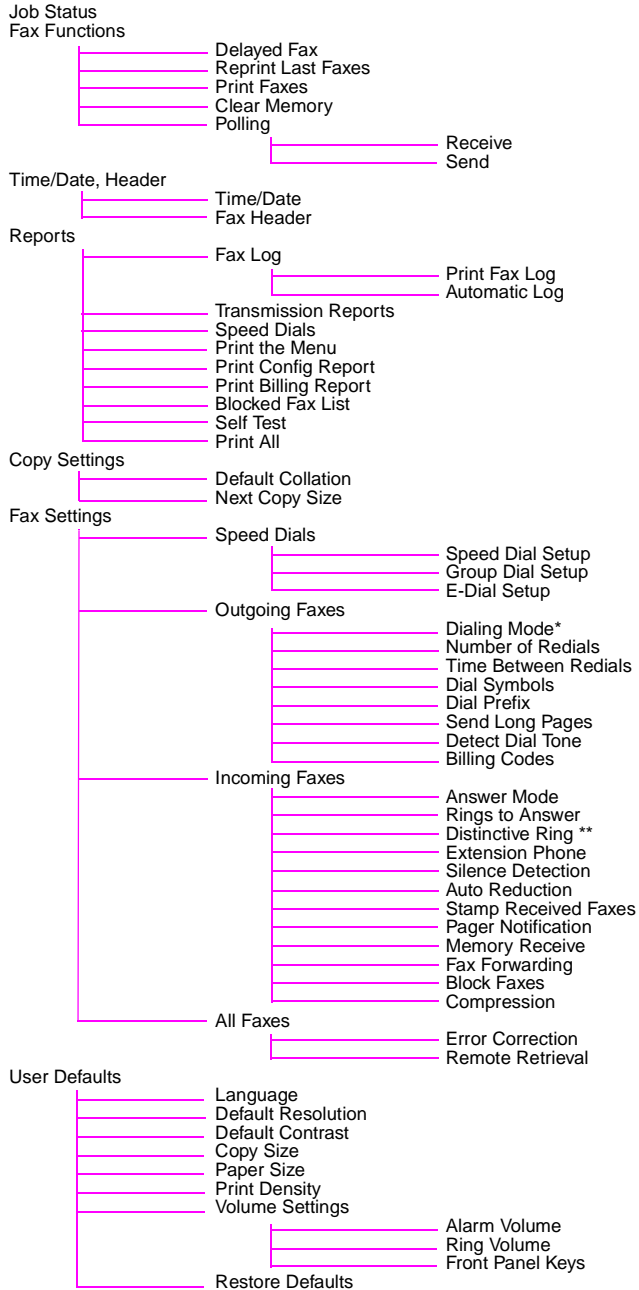 Job Status
Fax Functions
Delayed Fax
Reprint Last Faxes
Print Faxes
Clear Memory
Polling
Receive
Send
Time/Date, Header
Time/Date
Fax Header
Reports
Fax Log
Print Fax Log
Automatic Log
Transmission Reports
Speed Dials
Print the Menu
Print Config Report
Print Billing Report
Blocked Fax List
Self Test
Print All
Copy Settings
Default Collation
Next Copy Size
Fax Settings
Speed Dials
Speed Dial Setup
Group Dial Setup
E-Dial Setup
Outgoing Faxes
Dialing Mode*
Number of Redials
Time Between Redials
Dial Symbols
Dial Prefix
Send Long Pages
Detect Dial Tone
Billing Codes
Incoming Faxes
Answer Mode
Rings to Answer
Distinctive Ring **
Extension Phone
Silence Detection
Auto Reduction
Stamp Received Faxes
Pager Notification
Memory Receive
Fax Forwarding
Block Faxes
Compression
All Faxes
Error Correction
Remote Retrieval
User Defaults
Language
Default Resolution
Default Contrast
Copy Size
Paper Size
Print Density
Volume Settings
Alarm Volume
Ring Volume
Front Panel Keys
Restore Defaults